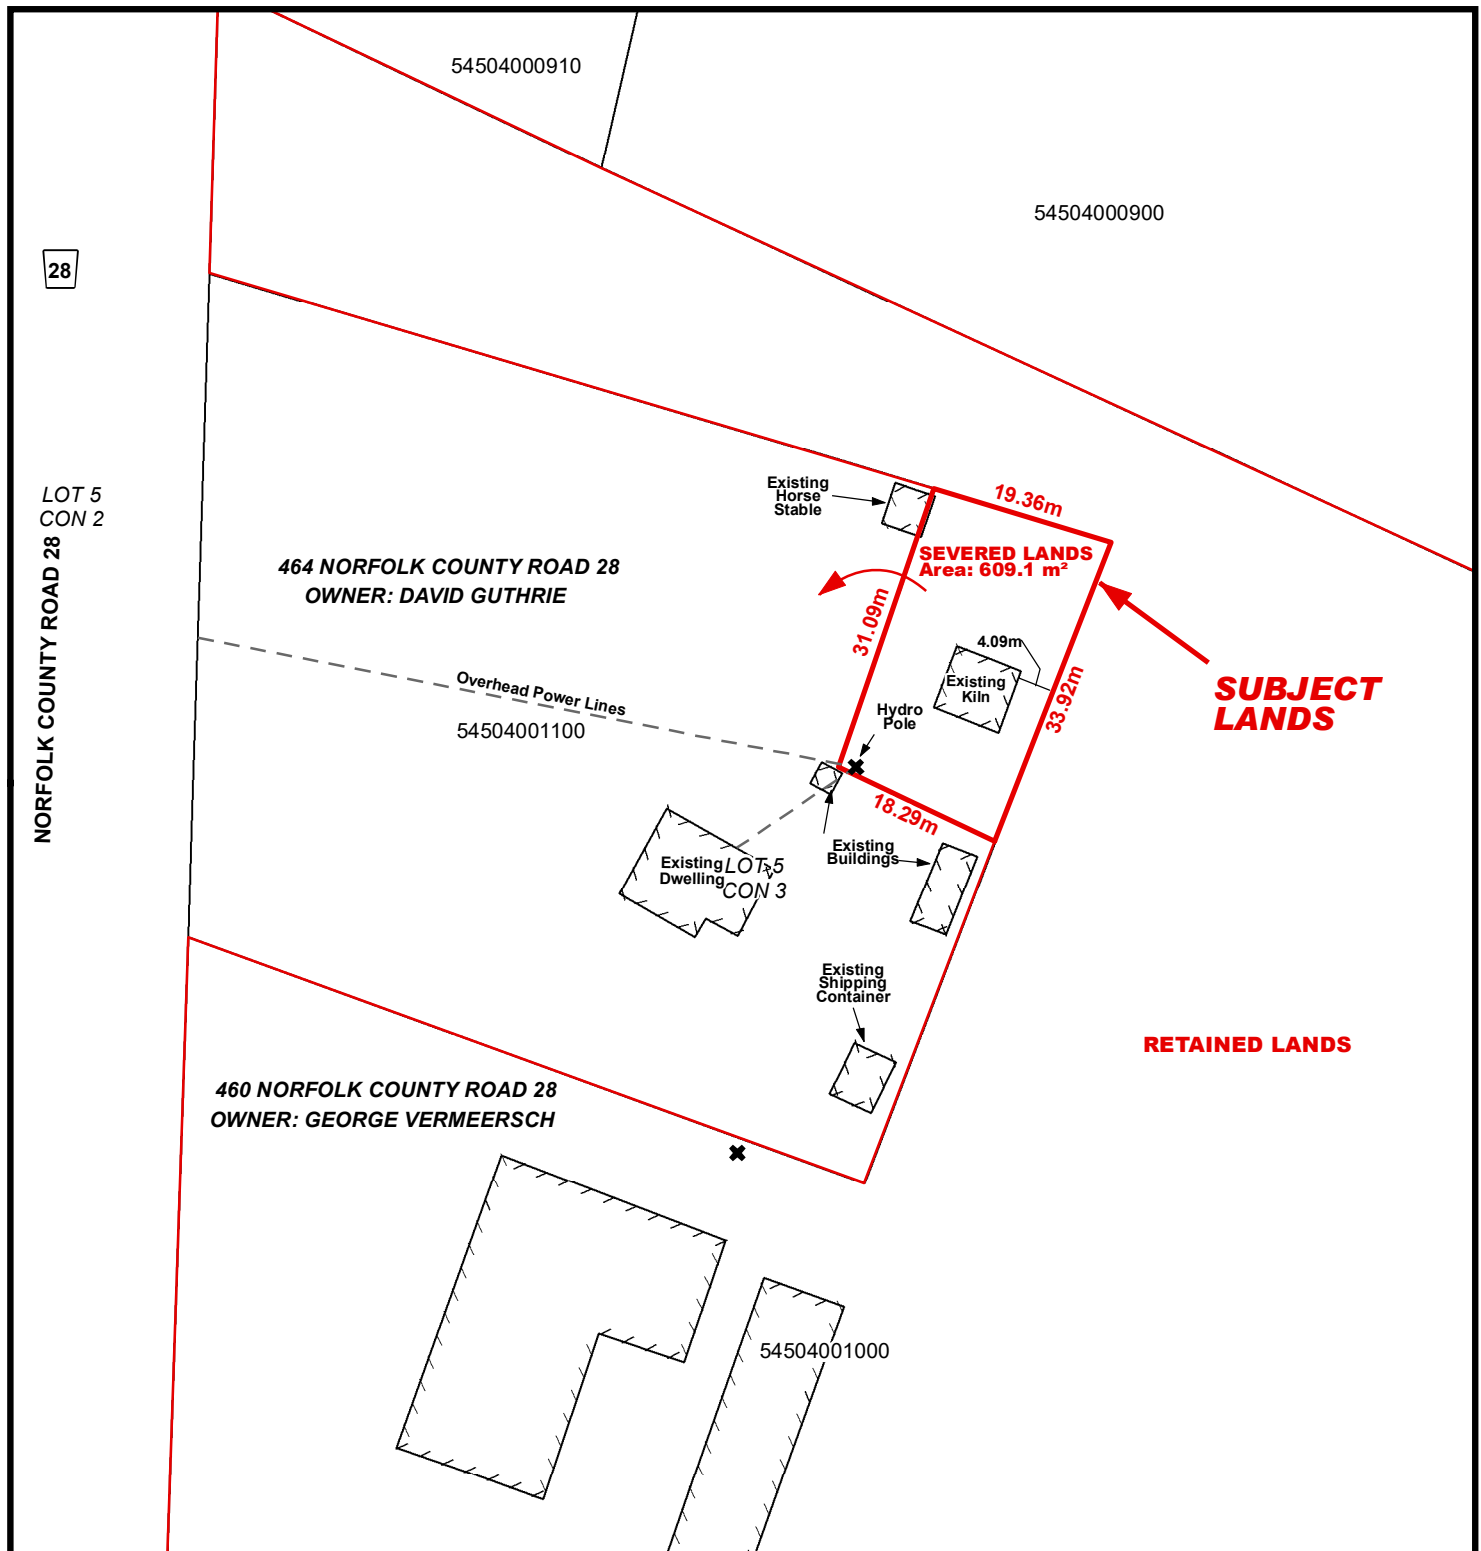 54504000910
54504000900
28
LOT 5
CON 2
NORFOLK COUNTY ROAD 28
Existing
Horse
Stable
19.36m
SEVERED LANDS
Area: 609.1 m²
464 NORFOLK COUNTY ROAD 28
OWNER: DAVID GUTHRIE
31.09m
4.09m
Existing
Kiln
33.92m
SUBJECT
LANDS
Overhead Power Lines
54504001100
Hydro
Pole
18.29m
Existing
Buildings
Existing
Dwelling
LOT 5
CON 3
Existing
Shipping
Container
RETAINED LANDS
460 NORFOLK COUNTY ROAD 28
OWNER: GEORGE VERMEERSCH
54504001000